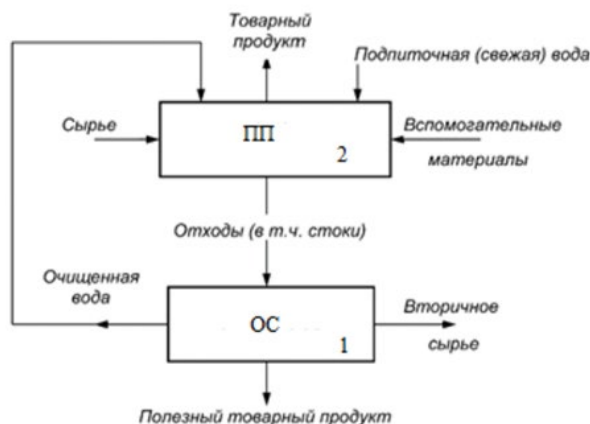 Товарный
продукт
Подпиточная (свежая) вода
Сырье
ПП
2
Вспомогательные
материалы
Отходы (в т.ч. стоки)
Очищенная
вода
ОС
1
Вторичное
сырье
Полезный товарный продукт